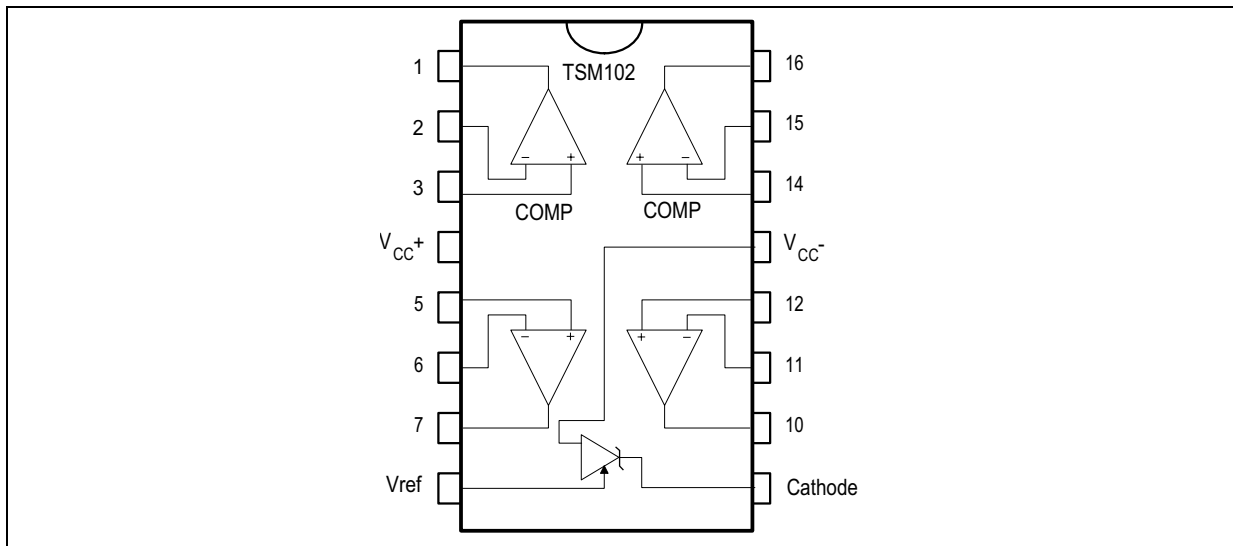 TSM102
1 16
2 15
3 14
- + + -
COMP COMP
VCC+ VCC-
5 12
- + + -
6 11
7 10
Vref Cathode